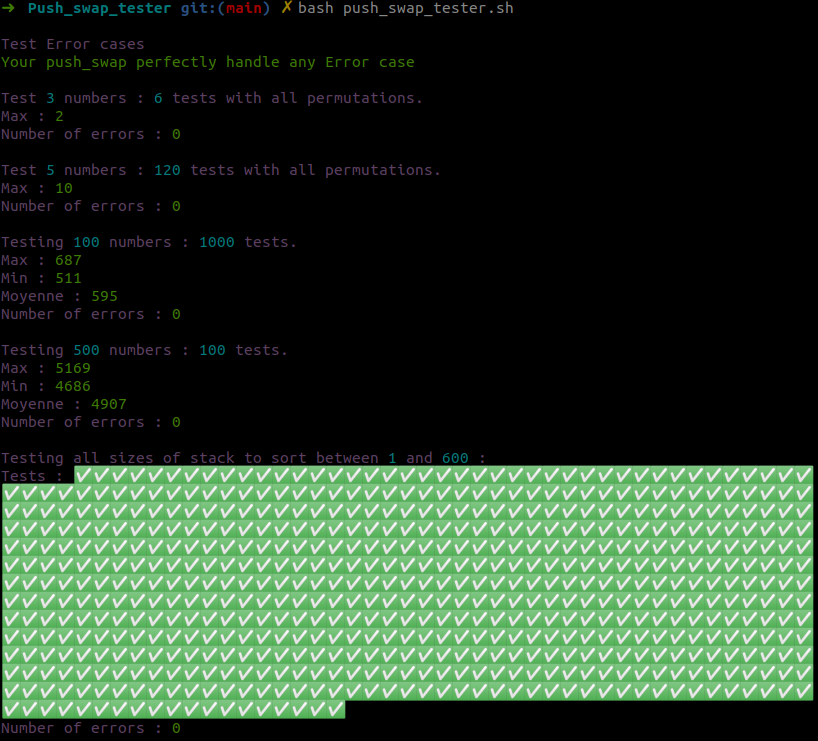 ➜ Push_swap_tester git:(main) ✗ bash push_swap_tester.sh
Test Error cases
Your push_swap perfectly handle any Error case
Test 3 numbers : 6 tests with all permutations.
Max : 2
Number of errors : 0
Test 5 numbers : 120 tests with all permutations.
Max : 10
Number of errors : 0
Testing 100 numbers : 1000 tests.
Max : 687
Min : 511
Moyenne : 595
Number of errors : 0
Testing 500 numbers : 100 tests.
Max : 5169
Min : 4686
Moyenne : 4907
Number of errors : 0
Testing all sizes of stack to sort between 1 and 600 :
Tests :
Number of errors : 0